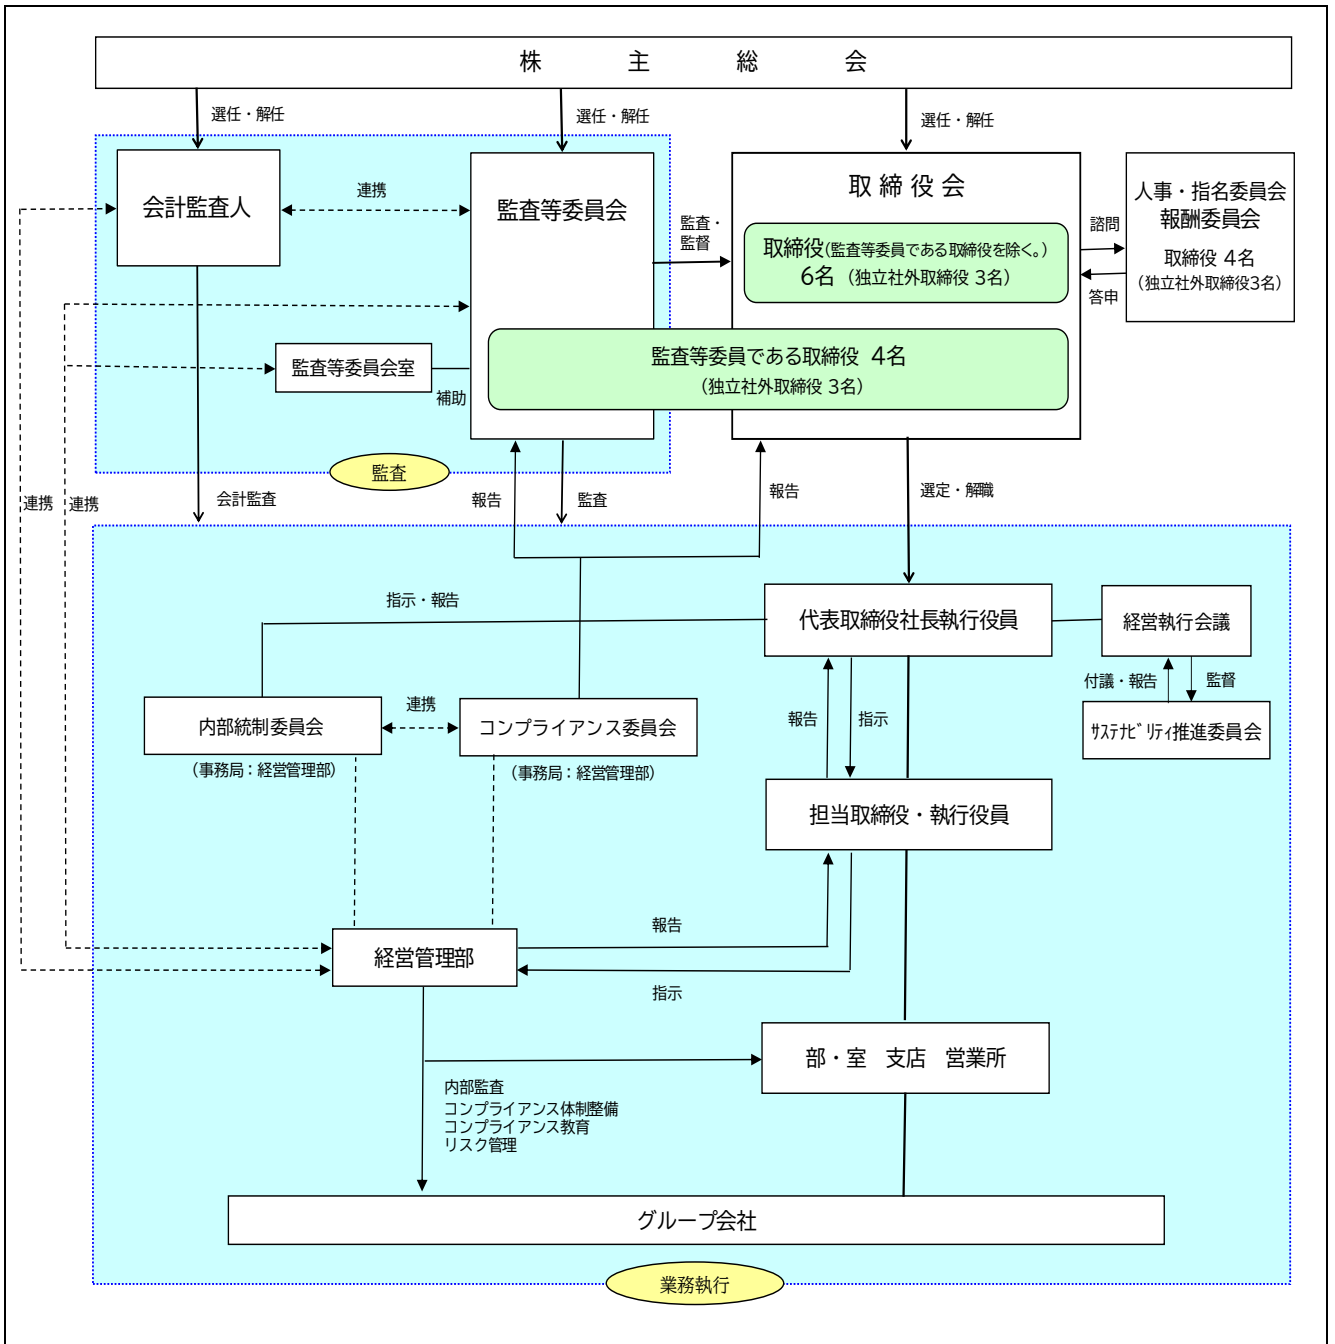 株主総会
選任・解任
選任・解任
選任・解任
会計監査人
連携
監査等委員会
監査・
監督
取締役会
取締役(監査等委員である取締役を除く。)
6名（独立社外取締役 3名）
諮問
答申
人事・指名委員会
報酬委員会
取締役 4名
（独立社外取締役3名）
監査等委員である取締役 4名
（独立社外取締役 3名）
監査等委員会室
補助
監査
連携
連携
会計監査
報告
監査
報告
選定・解職
指示・報告
代表取締役社長執行役員
経営執行会議
付議・報告
監督
ｻｽﾃﾅﾋﾞﾘﾃｨ推進委員会
内部統制委員会
（事務局：経営管理部）
連携
コンプライアンス委員会
（事務局：経営管理部）
報告
指示
担当取締役・執行役員
報告
経営管理部
指示
部・室　支店　営業所
内部監査
コンプライアンス体制整備
コンプライアンス教育
リスク管理
グループ会社
業務執行